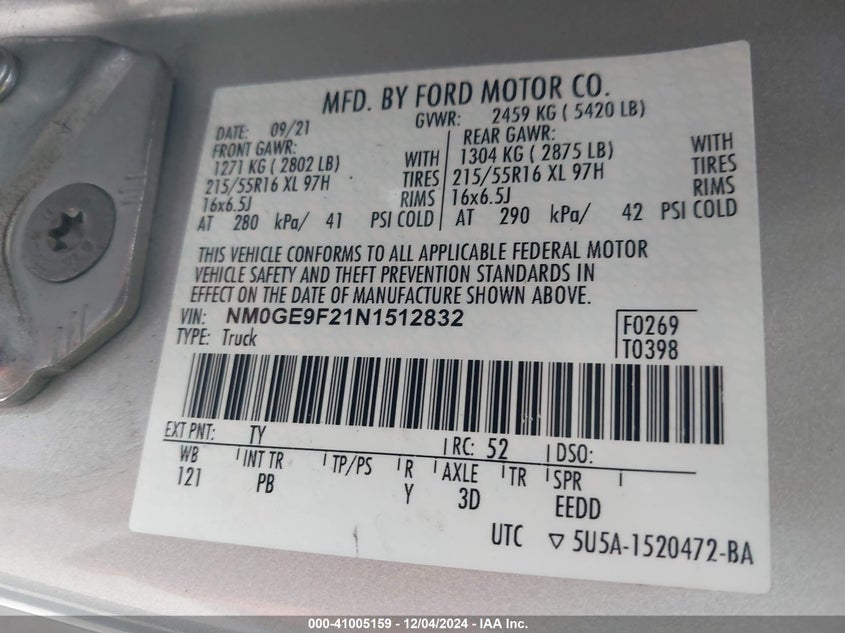 MFD. BY FORD MOTOR CO.
DATE: 09/21 GVWR: 2459 KG ( 5420 LB)
FRONT GAWR: REAR GAWR:
1271 KG ( 2802 LB) WITH 1304 KG ( 2875 LB) WITH
215/55R16 XL 97H TIRES 215/55R16 XL 97H TIRES
16x6.5J RIMS 16x6.5J RIMS
AT 280 kPa/ 41 PSI COLD AT 290 kPa/ 42 PSI COLD
THIS VEHICLE CONFORMS TO ALL APPLICABLE FEDERAL MOTOR
VEHICLE SAFETY AND THEFT PREVENTION STANDARDS IN
EFFECT ON THE DATE OF MANUFACTURE SHOWN ABOVE.
VIN: NM0GE9F21N1512832 F0269
TYPE: Truck T0398
EXT PNT: TY RC: 52 DSO:
WB INT TR TP/PS R AXLE TR SPR
121 PB Y 3D EEDD
UTC ▽ 5U5A-1520472-BA
000-41005159 - 12/04/2024 - IAA Inc.